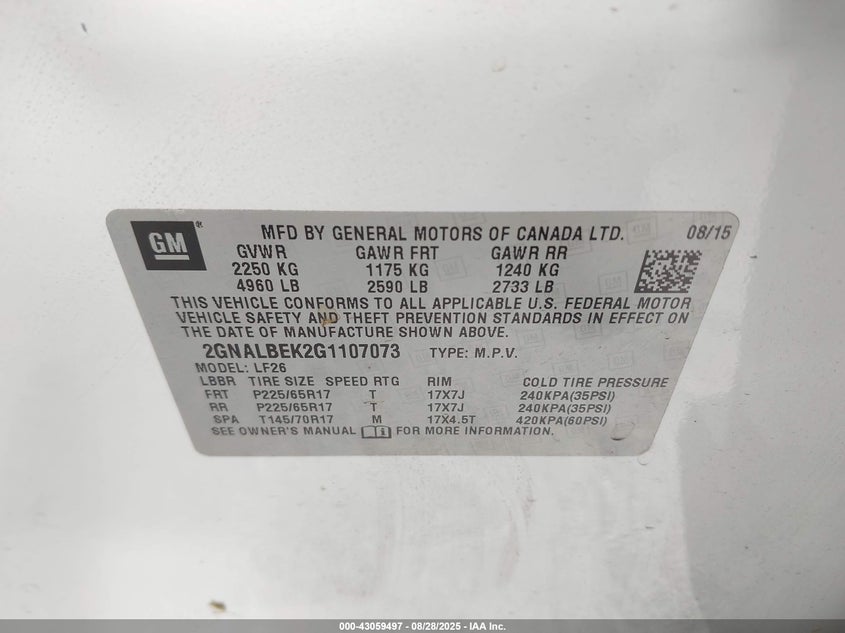 GM ®
MFD BY GENERAL MOTORS OF CANADA LTD. 08/15
GVWR GAWR FRT GAWR RR
2250 KG 1175 KG 1240 KG
4960 LB 2590 LB 2733 LB
THIS VEHICLE CONFORMS TO ALL APPLICABLE U.S. FEDERAL MOTOR
VEHICLE SAFETY AND THEFT PREVENTION STANDARDS IN EFFECT ON
THE DATE OF MANUFACTURE SHOWN ABOVE.
2GNALBEK2G1107073 TYPE: M.P.V.
MODEL: LF26
LBBR TIRE SIZE SPEED RTG RIM COLD TIRE PRESSURE
FRT P225/65R17 T 17X7J 240KPA(35PSI)
RR P225/65R17 T 17X7J 240KPA(35PSI)
SPA T145/70R17 M 17X4.5T 420KPA(60PSI)
SEE OWNER'S MANUAL FOR MORE INFORMATION.
000-43059497 - 08/28/2025 - IAA Inc.